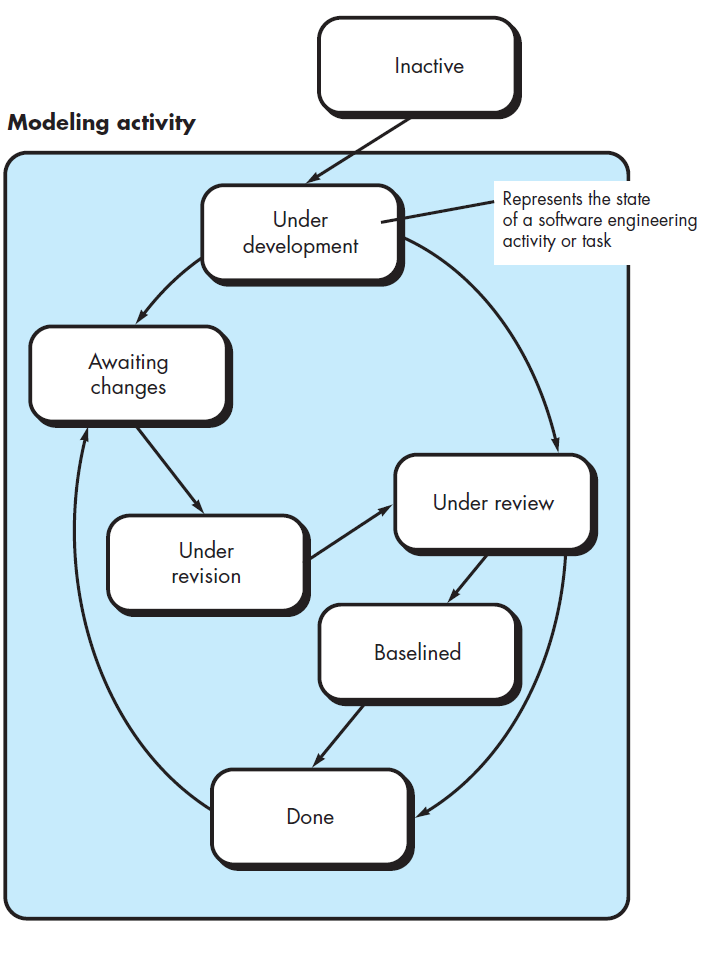 Inactive
Modeling activity
Under
development
Represents the state
of a software engineering
activity or task
Awaiting
changes
Under review
Under
revision
Baselined
Done